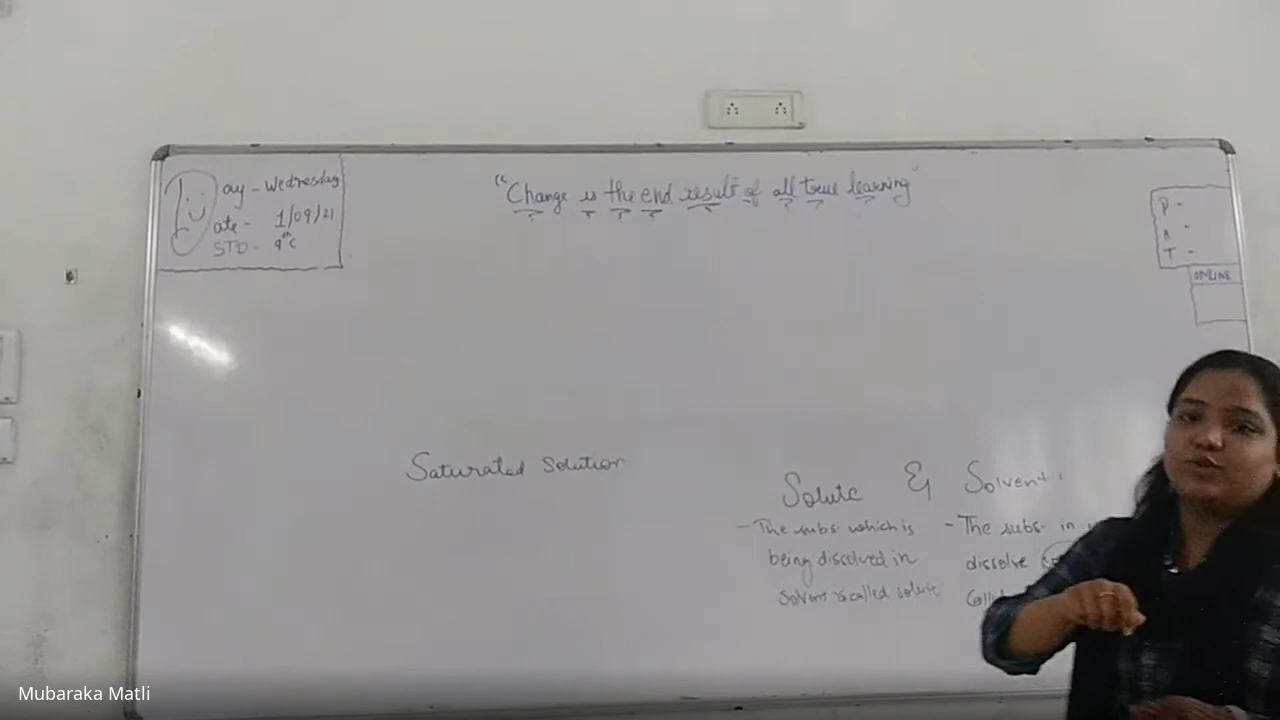 ay - Wednesday
ate - 1/09/21
STD - 9th C
"Change is the end result of all true learning"
P -
A -
T -
ONLINE
Saturated Solution
Solute & Solvent
- The subs which is
being dissolved in
Solvent is called solute
- The subs. in
dissolve
Mubaraka Matli